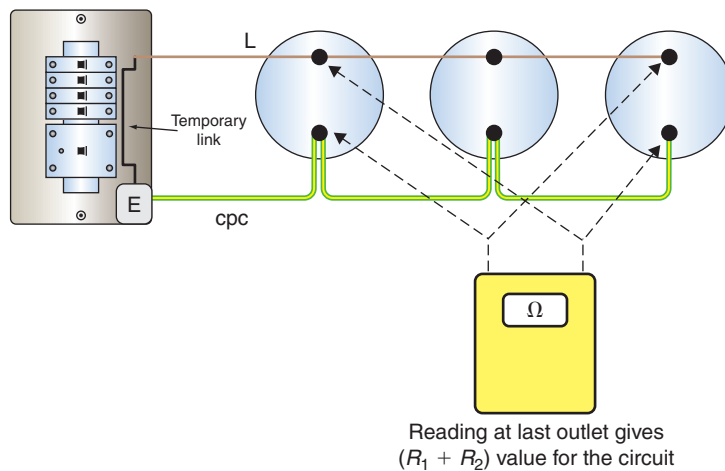 L
Temporary
link
E
cpc
Ω
Reading at last outlet gives
(R₁ + R₂) value for the circuit